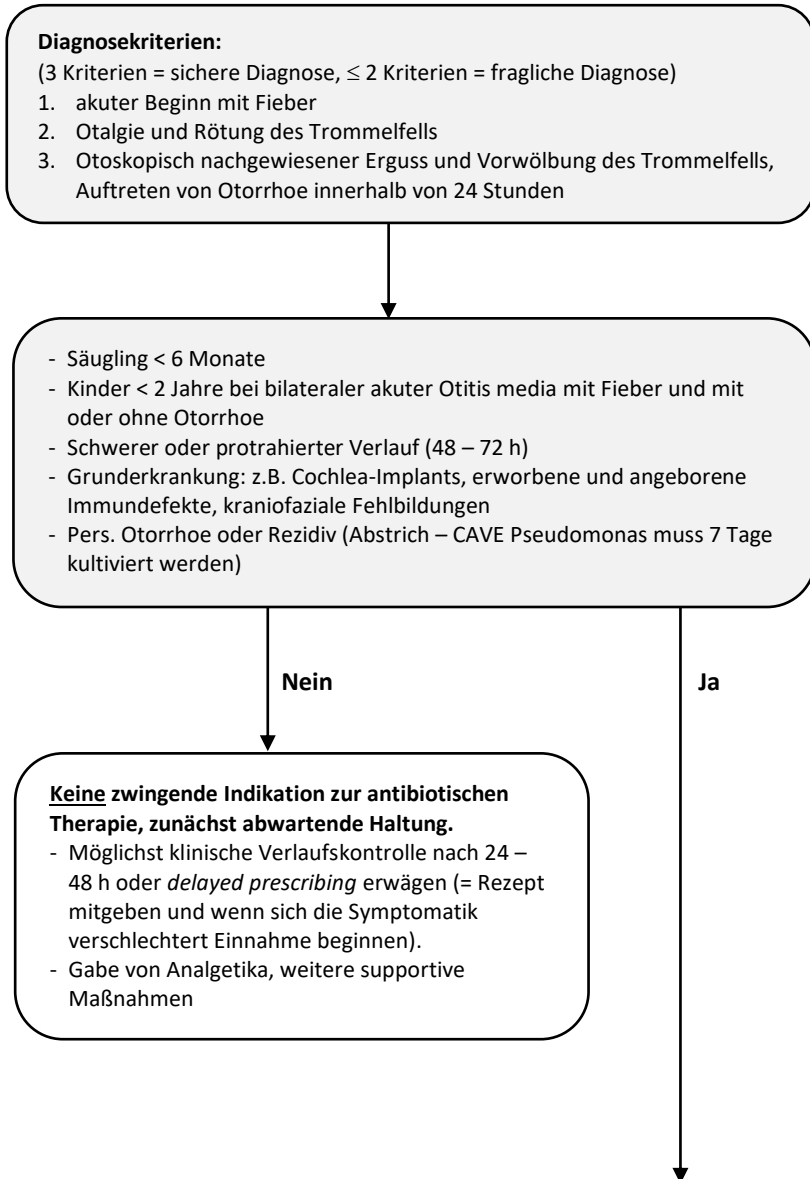 Diagnosekriterien:
(3 Kriterien = sichere Diagnose, ≤ 2 Kriterien = fragliche Diagnose)
1. akuter Beginn mit Fieber
2. Otalgie und Rötung des Trommelfells
3. Otoskopisch nachgewiesener Erguss und Vorwölbung des Trommelfells,
Auftreten von Otorrhoe innerhalb von 24 Stunden
- Säugling < 6 Monate
- Kinder < 2 Jahre bei bilateraler akuter Otitis media mit Fieber und mit
oder ohne Otorrhoe
- Schwerer oder protrahierter Verlauf (48 – 72 h)
- Grunderkrankung: z.B. Cochlea-Implants, erworbene und angeborene
Immundefekte, kraniofaziale Fehlbildungen
- Pers. Otorrhoe oder Rezidiv (Abstrich – CAVE Pseudomonas muss 7 Tage
kultiviert werden)
Nein
Ja
Keine zwingende Indikation zur antibiotischen
Therapie, zunächst abwartende Haltung.
- Möglichst klinische Verlaufskontrolle nach 24 –
48 h oder delayed prescribing erwägen (= Rezept
mitgeben und wenn sich die Symptomatik
verschlechtert Einnahme beginnen).
- Gabe von Analgetika, weitere supportive
Maßnahmen